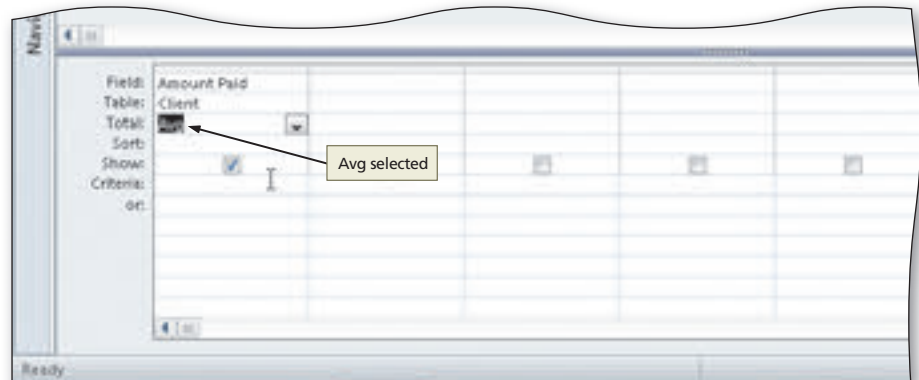 Navi
Field: Amount Paid
Table: Client
Total: Avg
Sort:
Show:
Criteria:
or:
Avg selected
Ready